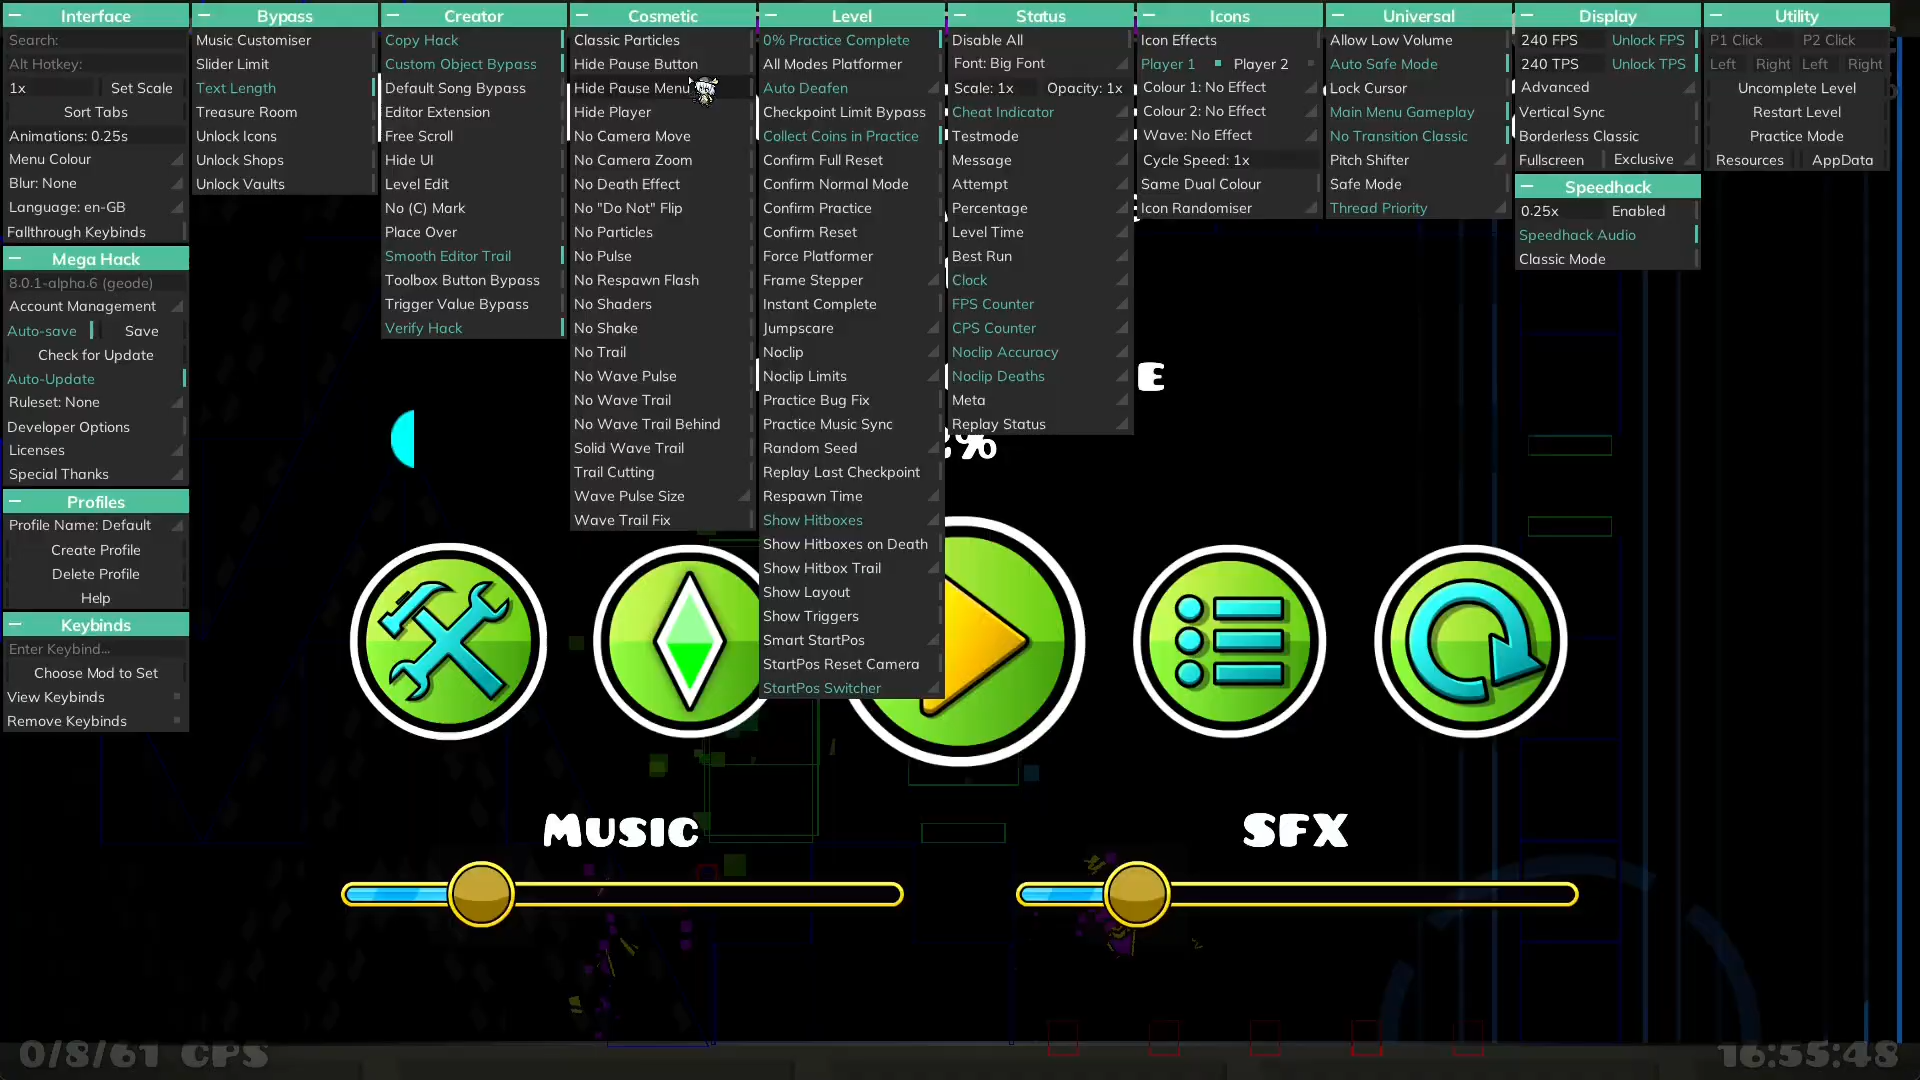 Interface
Search:
Alt Hotkey:
1x Set Scale
Sort Tabs
Animations: 0.25s
Menu Colour
Blur: None
Language: en-GB
Fallthrough Keybinds
Mega Hack
8.0.1-alpha.6 (geode)
Account Management
Auto-save Save
Check for Update
Auto-Update
Ruleset: None
Developer Options
Licenses
Special Thanks
Profiles
Profile Name: Default
Create Profile
Delete Profile
Help
Keybinds
Enter Keybind...
Choose Mod to Set
View Keybinds
Remove Keybinds
Bypass
Music Customiser
Slider Limit
Text Length
Treasure Room
Unlock Icons
Unlock Shops
Unlock Vaults
Creator
Copy Hack
Custom Object Bypass
Default Song Bypass
Editor Extension
Free Scroll
Hide UI
Level Edit
No (C) Mark
Place Over
Smooth Editor Trail
Toolbox Button Bypass
Trigger Value Bypass
Verify Hack
Cosmetic
Classic Particles
Hide Pause Button
Hide Pause Menu
Hide Player
No Camera Move
No Camera Zoom
No Death Effect
No "Do Not" Flip
No Particles
No Pulse
No Respawn Flash
No Shaders
No Shake
No Trail
No Wave Pulse
No Wave Trail
No Wave Trail Behind
Solid Wave Trail
Trail Cutting
Wave Pulse Size
Wave Trail Fix
Level
0% Practice Complete
All Modes Platformer
Auto Deafen
Checkpoint Limit Bypass
Collect Coins in Practice
Confirm Full Reset
Confirm Normal Mode
Confirm Practice
Confirm Reset
Force Platformer
Frame Stepper
Instant Complete
Jumpscare
Noclip
Noclip Limits
Practice Bug Fix
Practice Music Sync
Random Seed
Replay Last Checkpoint
Respawn Time
Show Hitboxes
Show Hitboxes on Death
Show Hitbox Trail
Show Layout
Show Triggers
Smart StartPos
StartPos Reset Camera
StartPos Switcher
Status
Disable All
Font: Big Font
Scale: 1x Opacity: 1x
Cheat Indicator
Testmode
Message
Attempt
Percentage
Level Time
Best Run
Clock
FPS Counter
CPS Counter
Noclip Accuracy
Noclip Deaths
Meta
Replay Status
Icons
Icon Effects
Player 1 Player 2
Colour 1: No Effect
Colour 2: No Effect
Wave: No Effect
Cycle Speed: 1x
Same Dual Colour
Icon Randomiser
Universal
Allow Low Volume
Auto Safe Mode
Lock Cursor
Main Menu Gameplay
No Transition Classic
Pitch Shifter
Safe Mode
Thread Priority
Display
240 FPS Unlock FPS
240 TPS Unlock TPS
Advanced
Vertical Sync
Borderless Classic
Fullscreen Exclusive
Speedhack
0.25x Enabled
Speedhack Audio
Classic Mode
Utility
P1 Click P2 Click
Left Right Left Right
Uncomplete Level
Restart Level
Practice Mode
Resources AppData
E
%
Music SFX
0/8/61 CPS
16:55:48